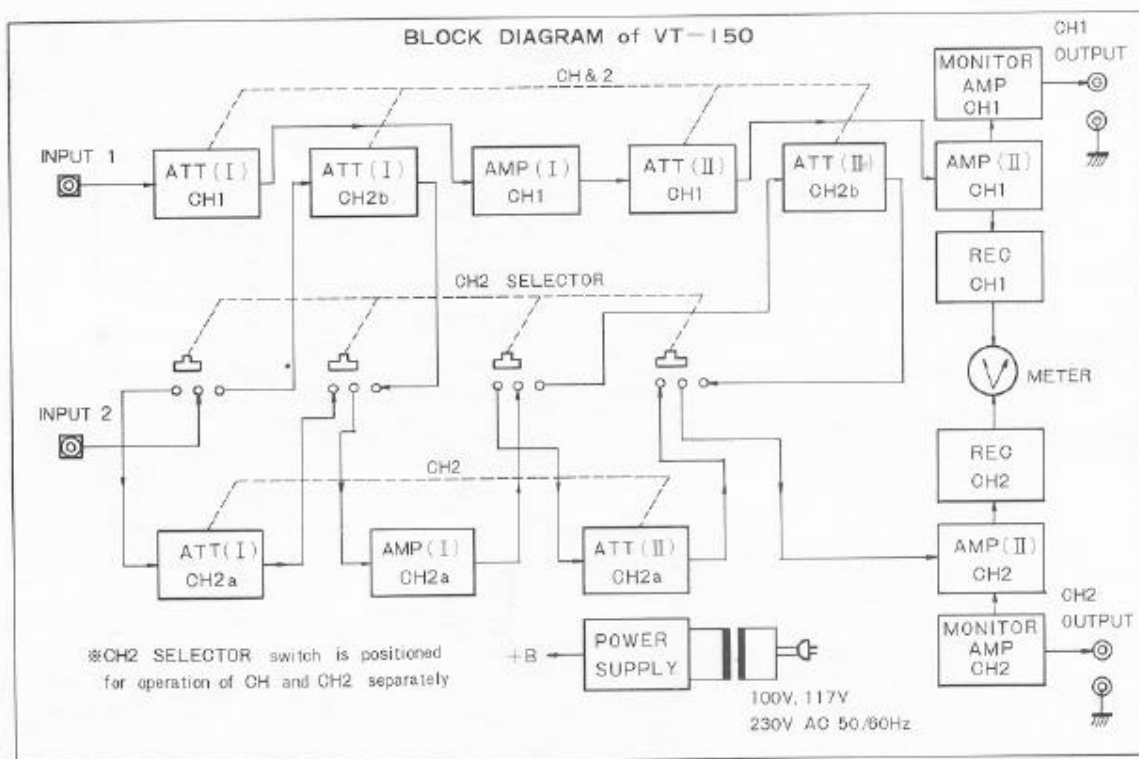 BLOCK DIAGRAM of VT-150
CH & 2
INPUT 1
ATT(I)
CH1
ATT(I)
CH2b
AMP(I)
CH1
ATT(II)
CH1
ATT(II)
CH2b
MONITOR
AMP
CH1
CH1
OUTPUT
AMP(II)
CH1
REC
CH1
METER
CH2 SELECTOR
INPUT 2
CH2
ATT(I)
CH2a
AMP(I)
CH2a
ATT(II)
CH2a
REC
CH2
AMP(II)
CH2
MONITOR
AMP
CH2
CH2
OUTPUT
※CH2 SELECTOR switch is positioned
for operation of CH and CH2 separately
+B
POWER
SUPPLY
100V, 117V
230V AC 50/60Hz